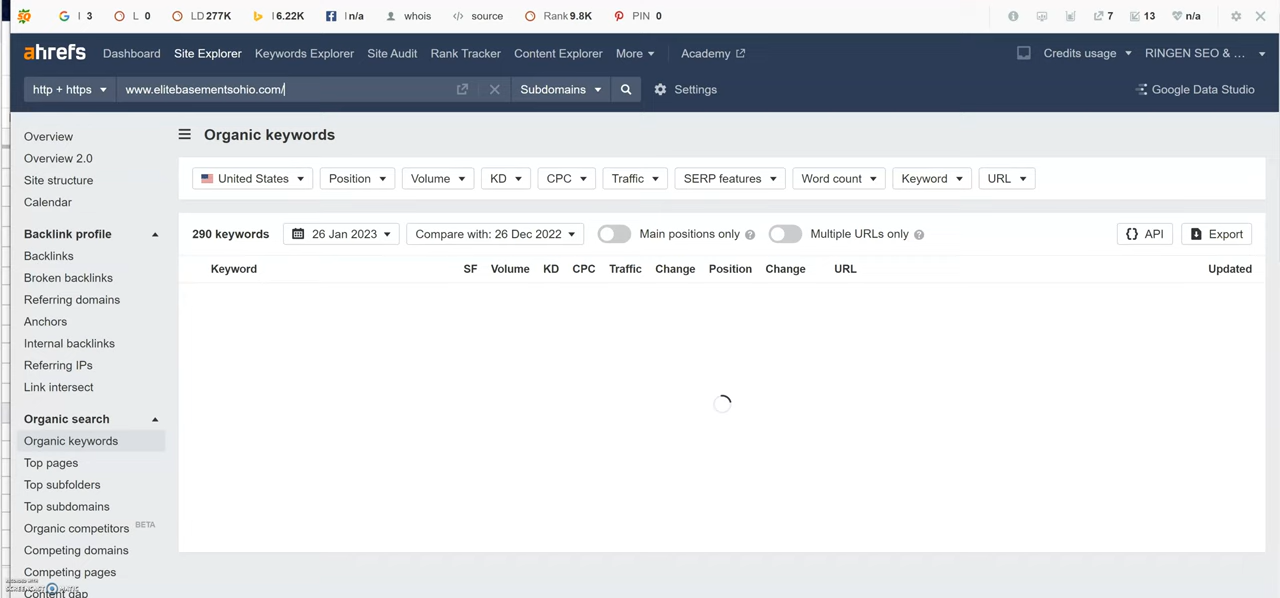 I 3 L 0 LD 277K I 6.22K I n/a whois source Rank 9.8K PIN 0 7 13 n/a
ahrefs Dashboard Site Explorer Keywords Explorer Site Audit Rank Tracker Content Explorer More Academy Credits usage RINGEN SEO & ...
http + https www.elitebasementsohio.com/ Subdomains Settings Google Data Studio
Overview
Overview 2.0
Site structure
Calendar
Backlink profile
Backlinks
Broken backlinks
Referring domains
Anchors
Internal backlinks
Referring IPs
Link intersect
Organic search
Organic keywords
Top pages
Top subfolders
Top subdomains
Organic competitors BETA
Competing domains
Competing pages
Content gap
Organic keywords
United States Position Volume KD CPC Traffic SERP features Word count Keyword URL
290 keywords 26 Jan 2023 Compare with: 26 Dec 2022 Main positions only Multiple URLs only API Export
Keyword SF Volume KD CPC Traffic Change Position Change URL Updated
RECORDED WITH
SCREENCAST MATIC